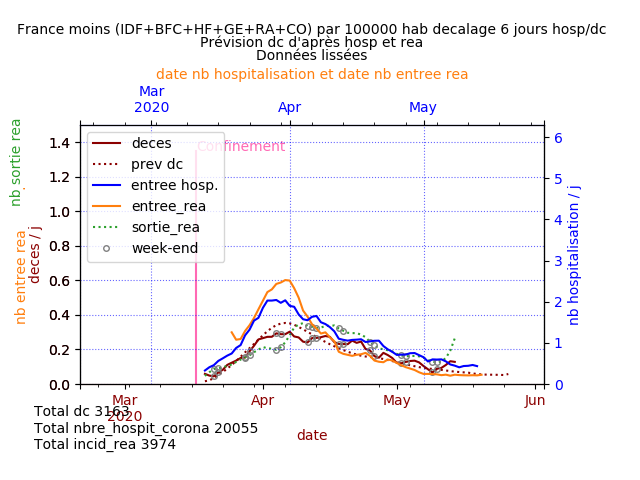 France moins (IDF+BFC+HF+GE+RA+CO) par 100000 hab decalage 6 jours hosp/dc
Prévision dc d'après hosp et rea
Données lissées
date nb hospitalisation et date nb entree rea
Mar
2020
Apr
May
nb sortie rea
nb entree rea
deces / j
1.4
1.2
1.0
0.8
0.6
0.4
0.2
0.0
deces
prev dc
entree hosp.
entree_rea
sortie_rea
week-end
Confinement
6
5
4
3
2
1
0
nb hospitalisation / j
Mar
2020
Apr
May
Jun
date
Total dc 3163
Total nbre_hospit_corona 20055
Total incid_rea 3974